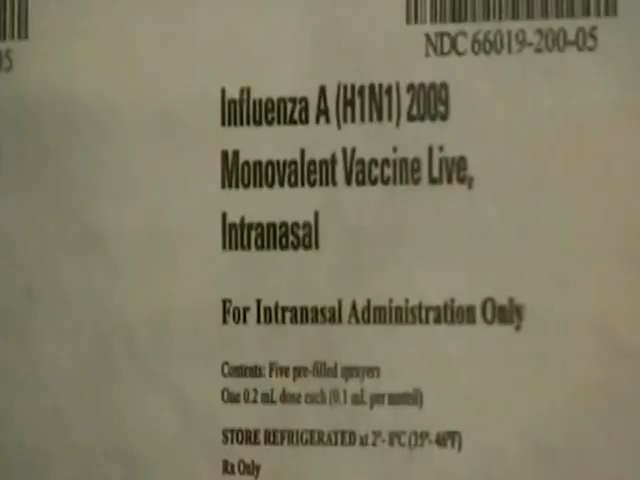 NDC 66019-200-05
05
Influenza A (H1N1) 2009
Monovalent Vaccine Live,
Intranasal
For Intranasal Administration Only
Contents: Five pre-filled sprayers
One 0.2 mL dose each (0.1 mL per nostril)
STORE REFRIGERATED at 2°- 8°C (35°- 46°F)
Rx Only